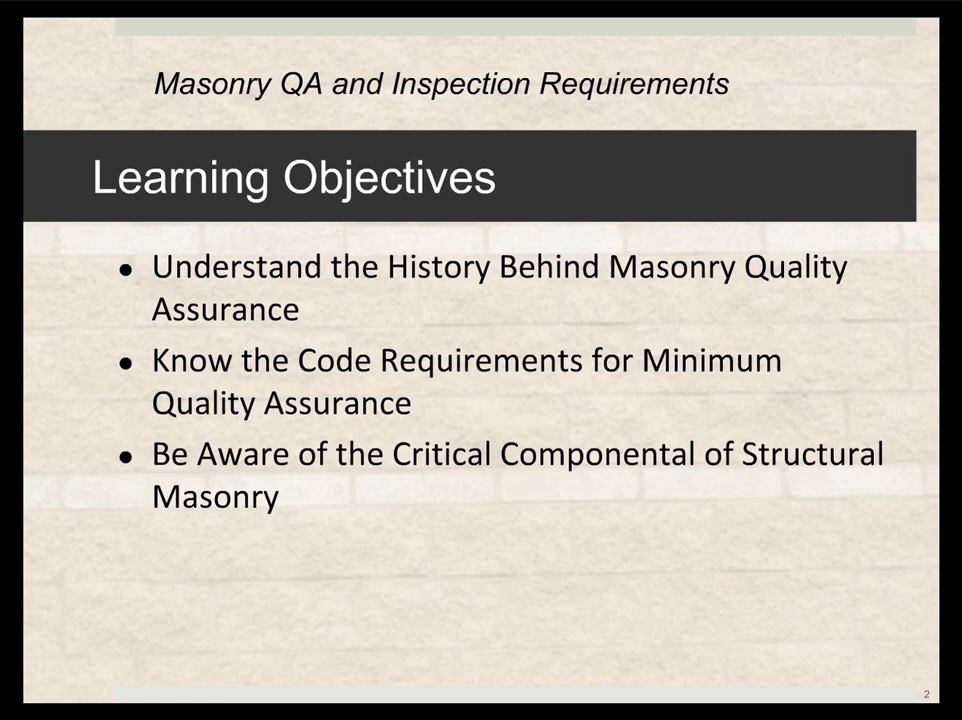 Masonry QA and Inspection Requirements
Learning Objectives
● Understand the History Behind Masonry Quality
Assurance
● Know the Code Requirements for Minimum
Quality Assurance
● Be Aware of the Critical Componental of Structural
Masonry
2